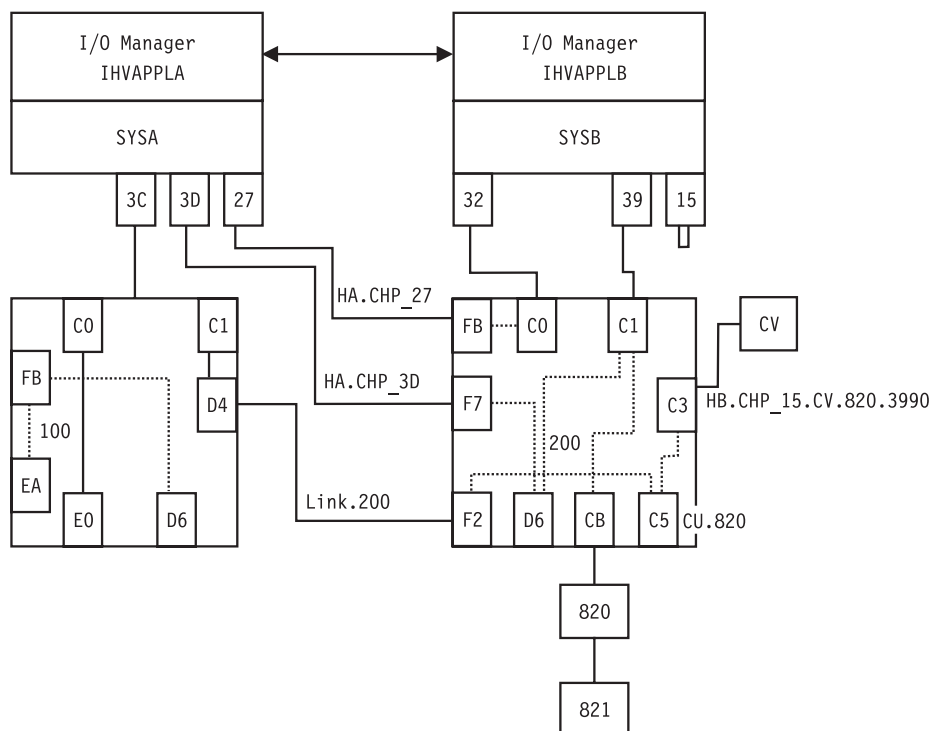 I/O Manager
IHVAPPLA
I/O Manager
IHVAPPLB
SYSA
SYSB
3C
3D
27
32
39
15
HA.CHP_27
C0
C1
FB
C0
C1
CV
FB
HA.CHP_3D
D4
F7
C3
HB.CHP_15.CV.820.3990
100
200
EA
Link.200
E0
D6
F2
D6
CB
C5
CU.820
820
821